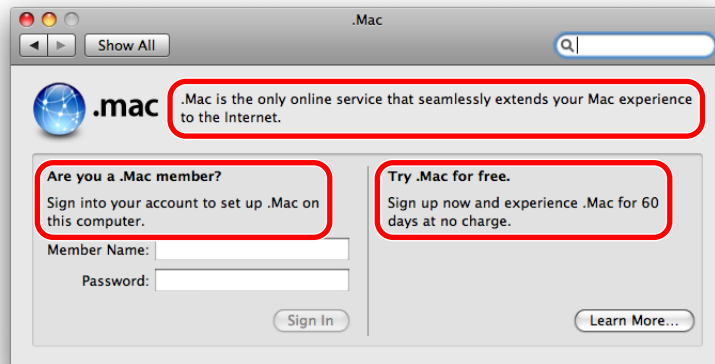 .Mac
Show All
.mac
.Mac is the only online service that seamlessly extends your Mac experience
to the Internet.
Are you a .Mac member?
Sign into your account to set up .Mac on
this computer.
Member Name:
Password:
Sign In
Try .Mac for free.
Sign up now and experience .Mac for 60
days at no charge.
Learn More...